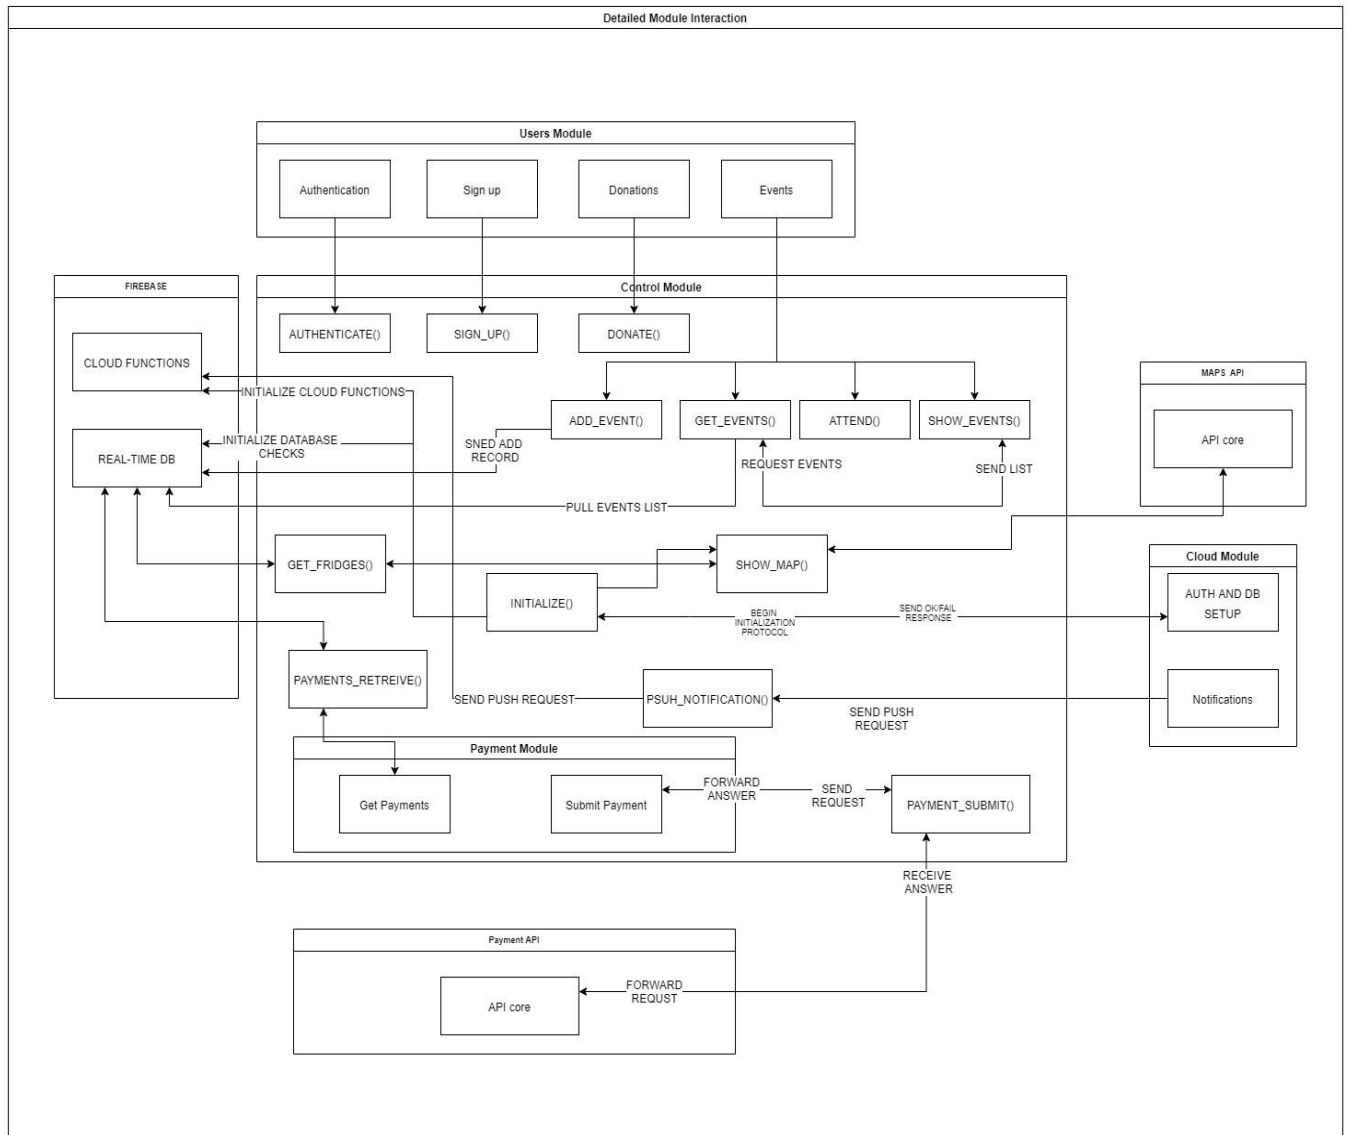 Detailed Module Interaction
Users Module
Authentication
Sign up
Donations
Events
FIREBASE
Control Module
CLOUD FUNCTIONS
AUTHENTICATE()
SIGN_UP()
DONATE()
MAPS API
INITIALIZE CLOUD FUNCTIONS
ADD_EVENT()
GET_EVENTS()
ATTEND()
SHOW_EVENTS()
API core
REAL-TIME DB
INITIALIZE DATABASE
CHECKS
SNED ADD
RECORD
REQUEST EVENTS
SEND LIST
PULL EVENTS LIST
GET_FRIDGES()
SHOW_MAP()
Cloud Module
INITIALIZE()
BEGIN
INITIALIZATION
PROTOCOL
SEND OK/FAIL
RESPONSE
AUTH AND DB
SETUP
PAYMENTS_RETREIVE()
SEND PUSH REQUEST
PSUH_NOTIFICATION()
SEND PUSH
REQUEST
Notifications
Payment Module
Get Payments
Submit Payment
FORWARD
ANSWER
SEND
REQUEST
PAYMENT_SUBMIT()
RECEIVE
ANSWER
Payment API
API core
FORWARD
REQUST